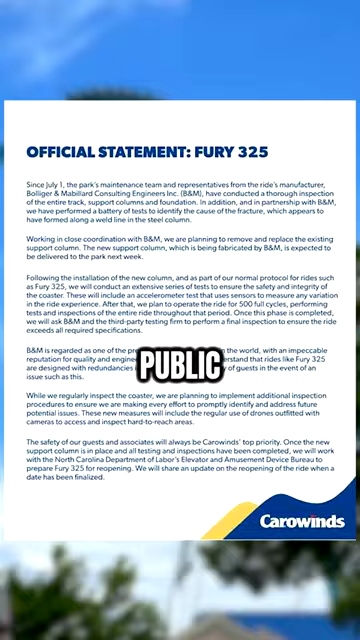 OFFICIAL STATEMENT: FURY 325
Since July 1, the park's maintenance team and representatives from the ride's manufacturer,
Bolliger & Mabillard Consulting Engineers Inc. (B&M), have conducted a thorough inspection
of the entire track, support columns and foundation. In addition, and in partnership with B&M,
we have performed a battery of tests to identify the cause of the fracture, which appears to
have formed along a weld line in the steel column.
Working in close coordination with B&M, we are planning to remove and replace the existing
support column. The new support column, which is being fabricated by B&M, is expected to
be delivered to the park next week.
Following the installation of the new column, and as part of our normal protocol for rides such
as Fury 325, we will conduct an extensive series of tests to ensure the safety and integrity of
the coaster. These will include an accelerometer test that uses sensors to measure any variation
in the ride experience. After that, we plan to operate the ride for 500 full cycles, performing
tests and inspections of the entire ride throughout that period. Once this phase is completed,
we will ask B&M and the third-party testing firm to perform a final inspection to ensure the ride
exceeds all required specifications.
B&M is regarded as one of the the world, with an impeccable
reputation for quality and that rides like Fury 325
are designed with redundancies of guests in the event of an
issue such as this.
PUBLIC
While we regularly inspect the coaster, we are planning to implement additional inspection
procedures to ensure we are making every effort to promptly identify and address future
potential issues. These new measures will include the regular use of drones outfitted with
cameras to access and inspect hard-to-reach areas.
The safety of our guests and associates will always be Carowinds' top priority. Once the new
support column is in place and all testing and inspections have been completed, we will work
with the North Carolina Department of Labor's Elevator and Amusement Device Bureau to
prepare Fury 325 for reopening. We will share an update on the reopening of the ride when a
date has been finalized.
Carowinds